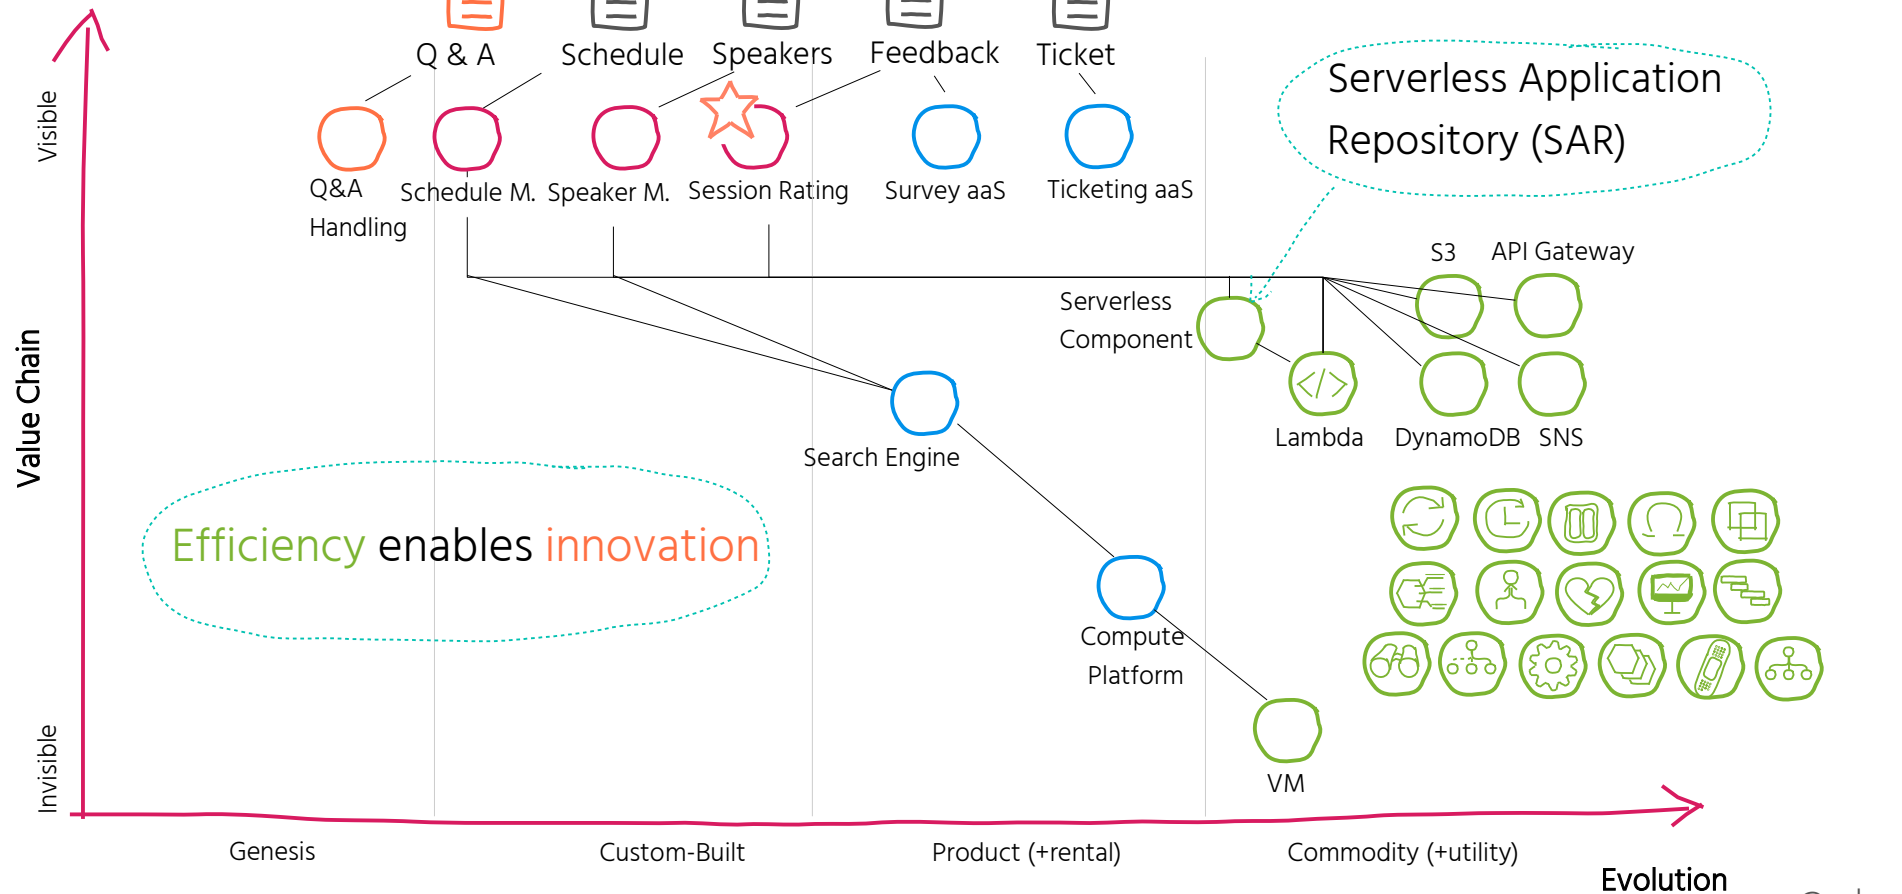 Q & A
Schedule
Speakers
Feedback
Ticket
Serverless Application
Repository (SAR)
Visible
Q&A
Handling
Schedule M.
Speaker M.
Session Rating
Survey aaS
Ticketing aaS
S3
API Gateway
Serverless
Component
</>
Lambda
DynamoDB
SNS
Value Chain
Search Engine
Efficiency enables innovation
Compute
Platform
Invisible
VM
Genesis
Custom-Built
Product (+rental)
Commodity (+utility)
Evolution